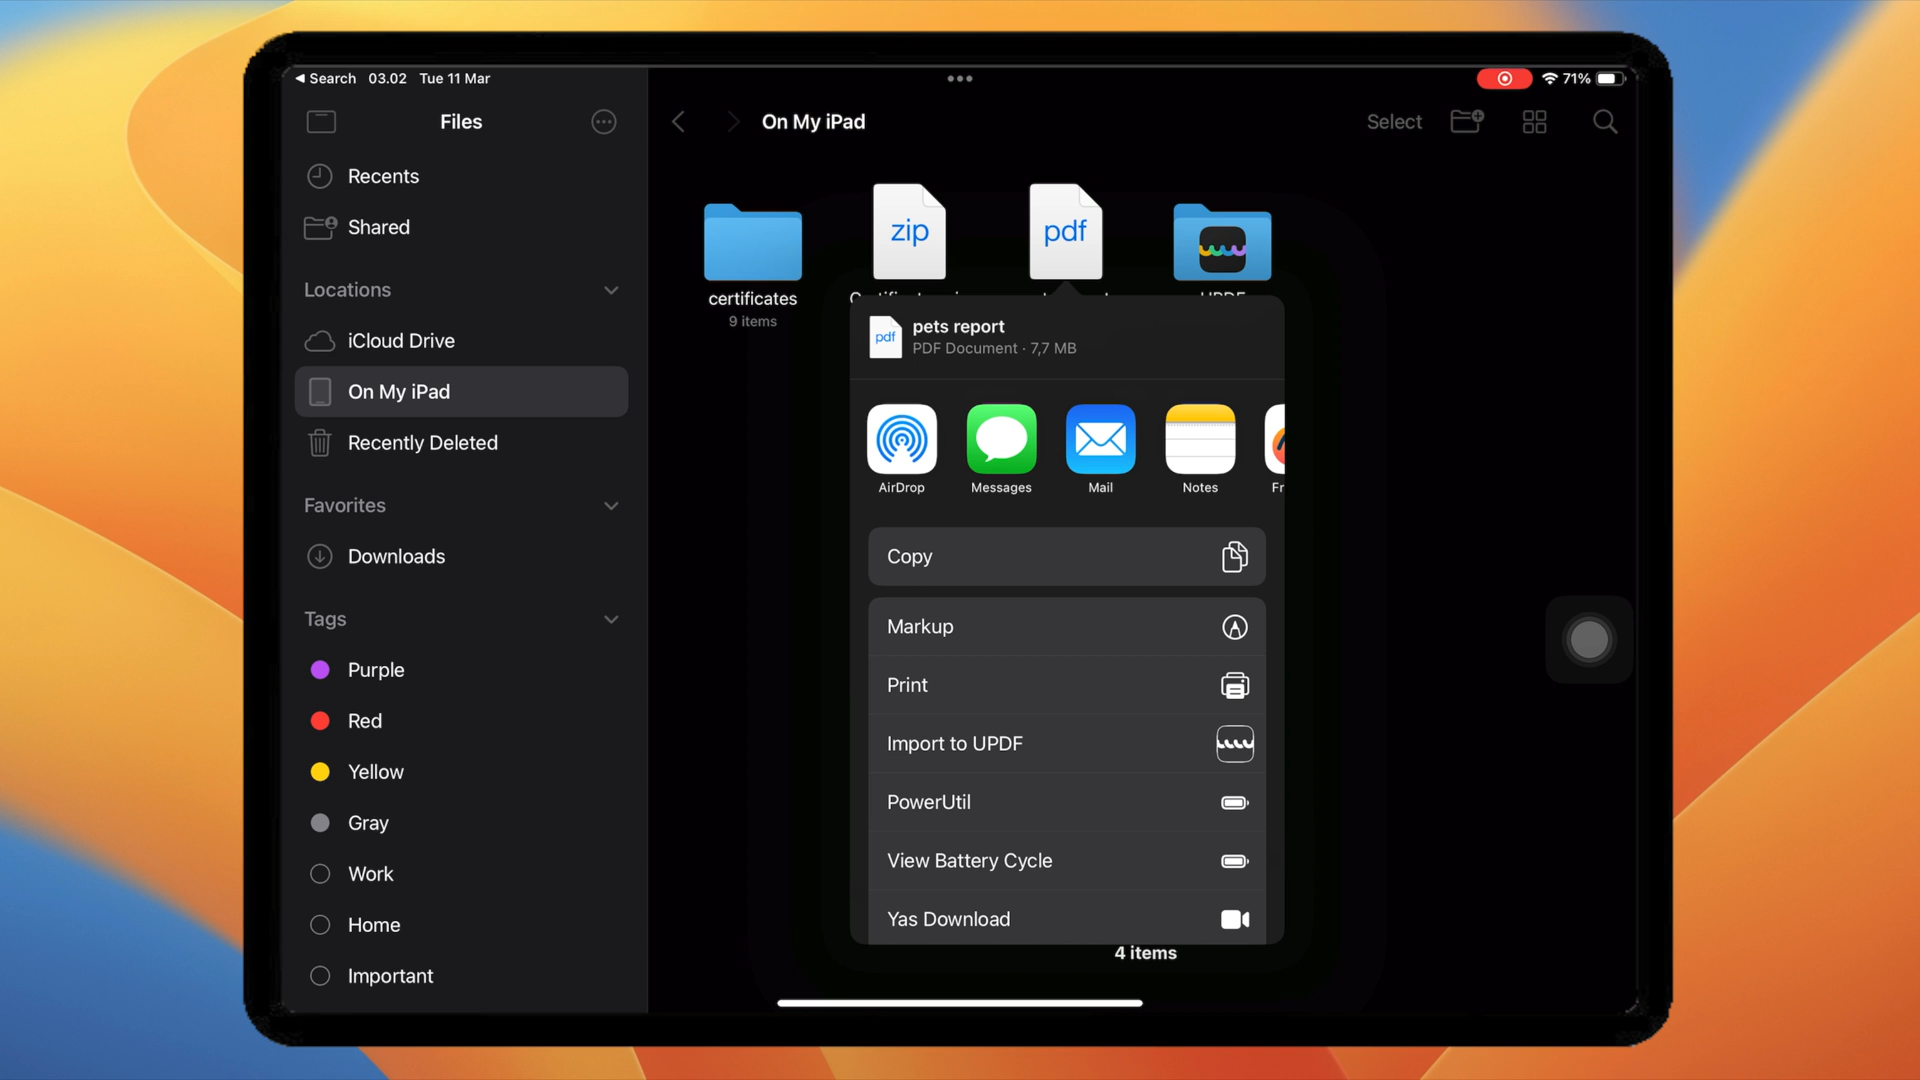 Search 03.02 Tue 11 Mar
71%
Files
On My iPad
Select
Recents
Shared
Locations
iCloud Drive
On My iPad
Recently Deleted
Favorites
Downloads
Tags
Purple
Red
Yellow
Gray
Work
Home
Important
zip
pdf
certificates
9 items
UPDF
pdf
pets report
PDF Document · 7,7 MB
AirDrop
Messages
Mail
Notes
Fr
Copy
Markup
Print
Import to UPDF
PowerUtil
View Battery Cycle
Yas Download
4 items